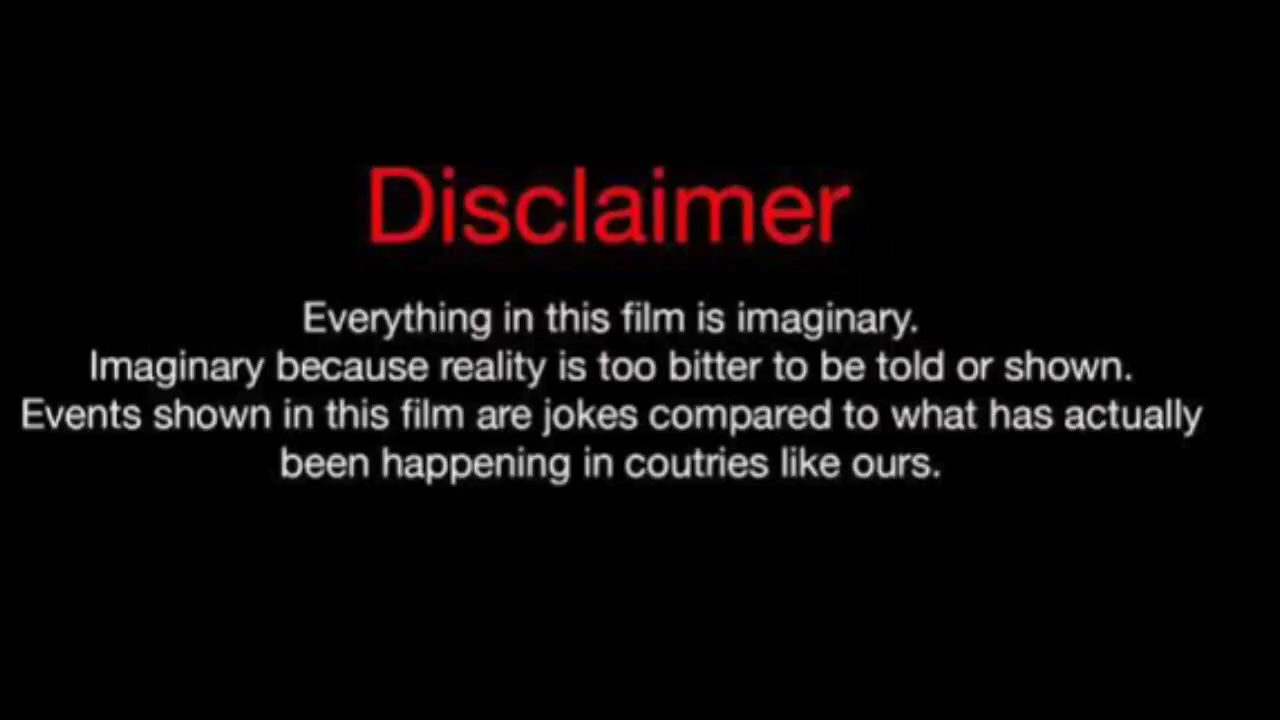 Disclaimer
Everything in this film is imaginary.
Imaginary because reality is too bitter to be told or shown.
Events shown in this film are jokes compared to what has actually
been happening in coutries like ours.